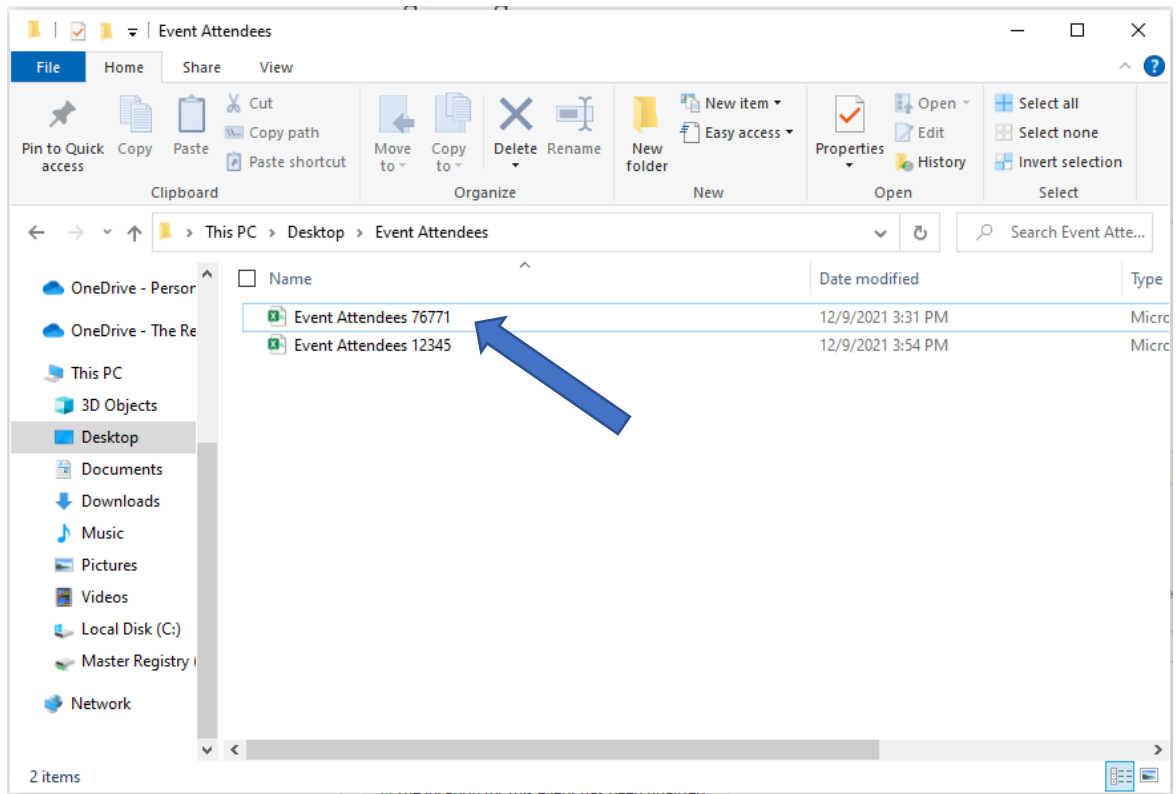 Event Attendees
File Home Share View
Pin to Quick access
Copy
Paste
Cut
Copy path
Paste shortcut
Clipboard
Move to
Copy to
Delete
Rename
Organize
New folder
New item
Easy access
New
Properties
Open
Edit
History
Open
Select all
Select none
Invert selection
Select
This PC > Desktop > Event Attendees
Search Event Atte...
Name Date modified Type
Event Attendees 76771 12/9/2021 3:31 PM Micro
Event Attendees 12345 12/9/2021 3:54 PM Micro
OneDrive - Person
OneDrive - The Re
This PC
3D Objects
Desktop
Documents
Downloads
Music
Pictures
Videos
Local Disk (C:)
Master Registry (
Network
2 items